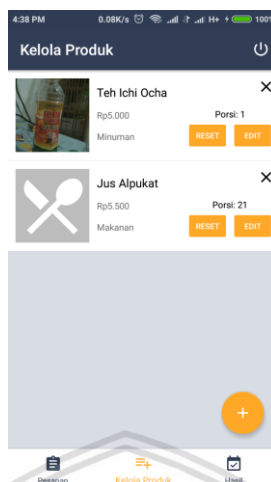 4:38 PM 0.08K/s H+ 100%
Kelola Produk
Teh Ichi Ocha
Rp5.000 Porsi: 1
Minuman RESET EDIT
Jus Alpukat
Rp5.500 Porsi: 21
Makanan RESET EDIT
Pesanan Kelola Produk